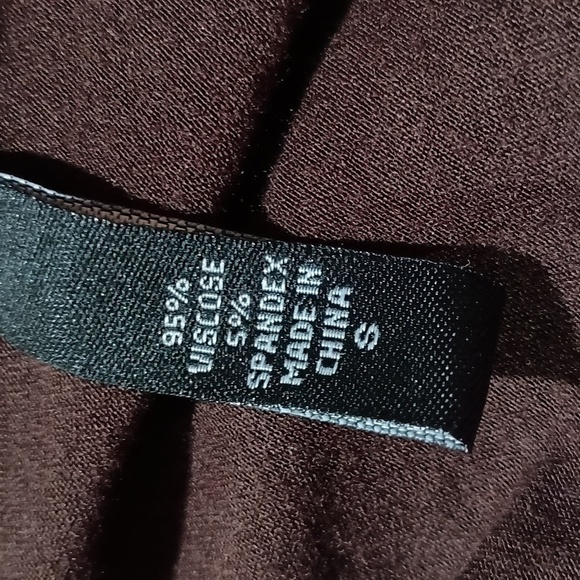 95%
VISCOSE
5%
SPANDEX
MADE IN
CHINA
S